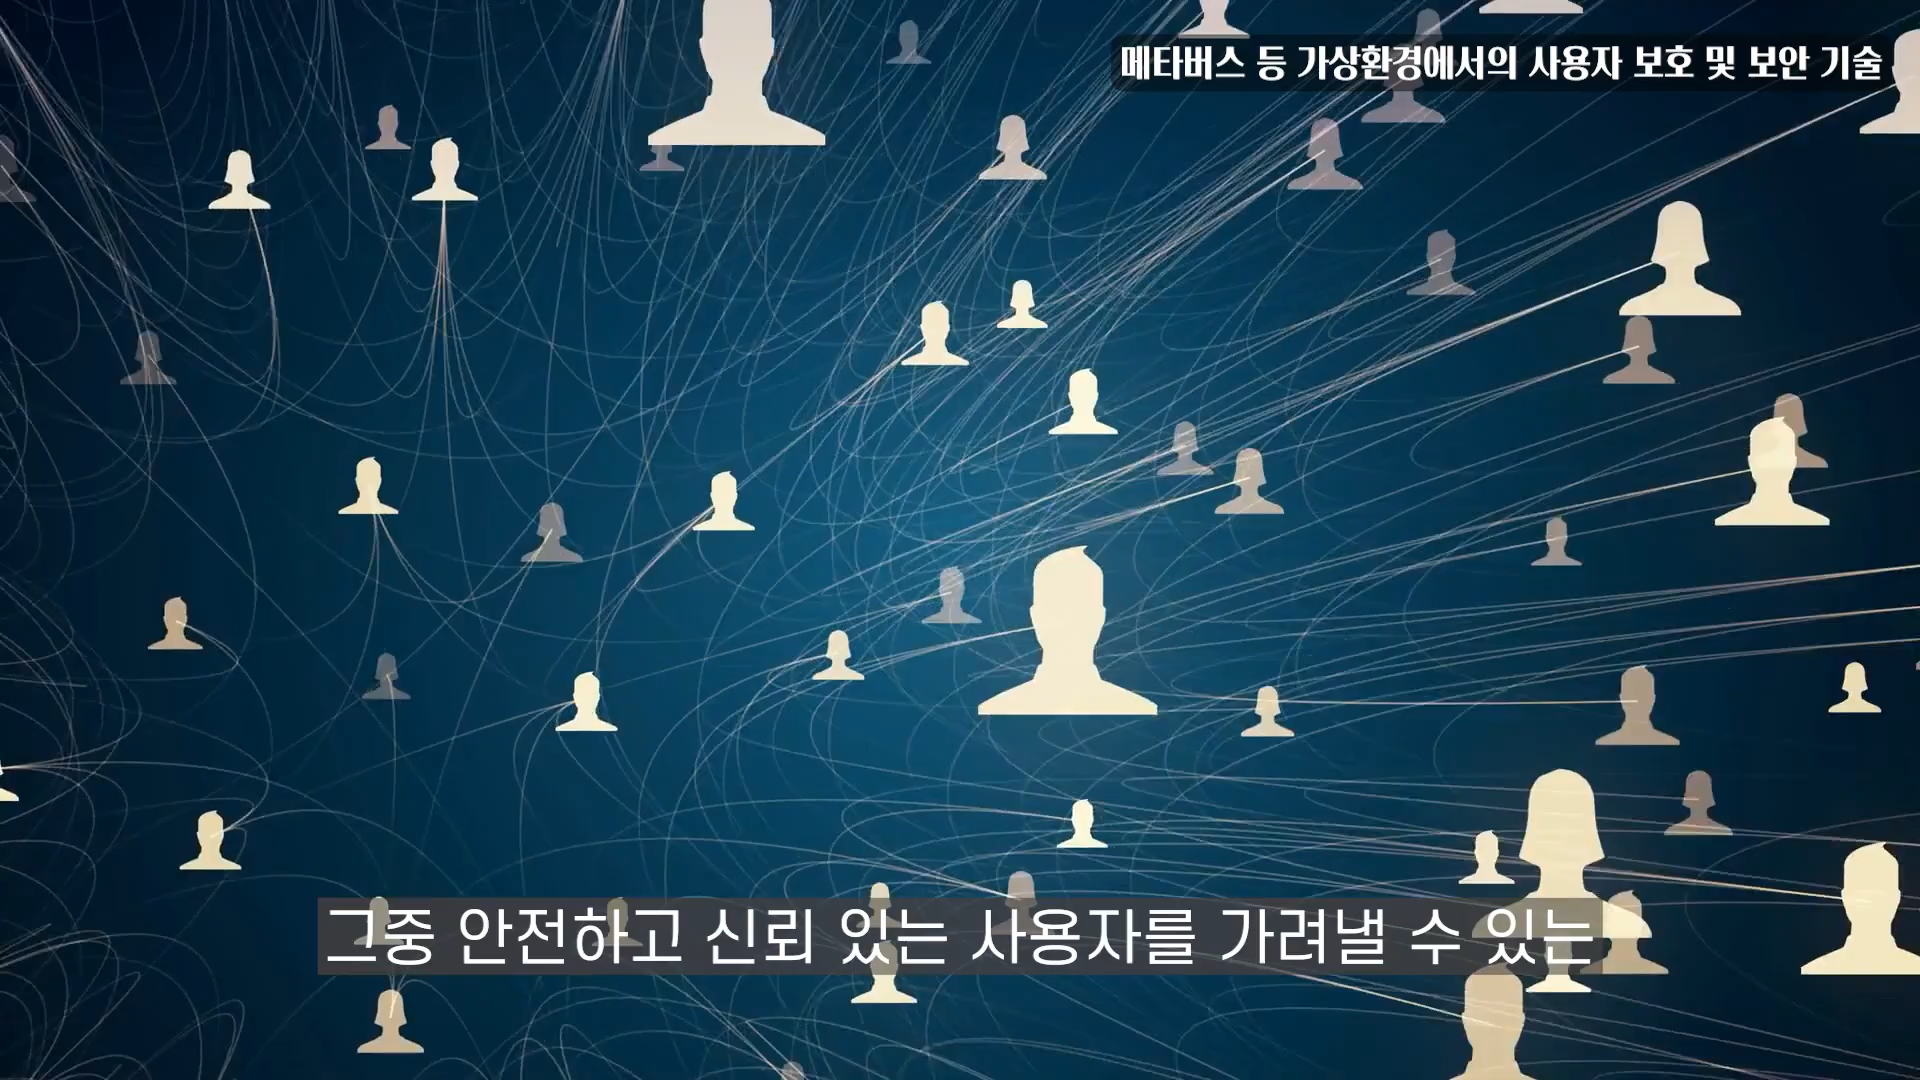 메타버스 등 가상환경에서의 사용자 보호 및 보안 기술
그중 안전하고 신뢰 있는 사용자를 가려낼 수 있는